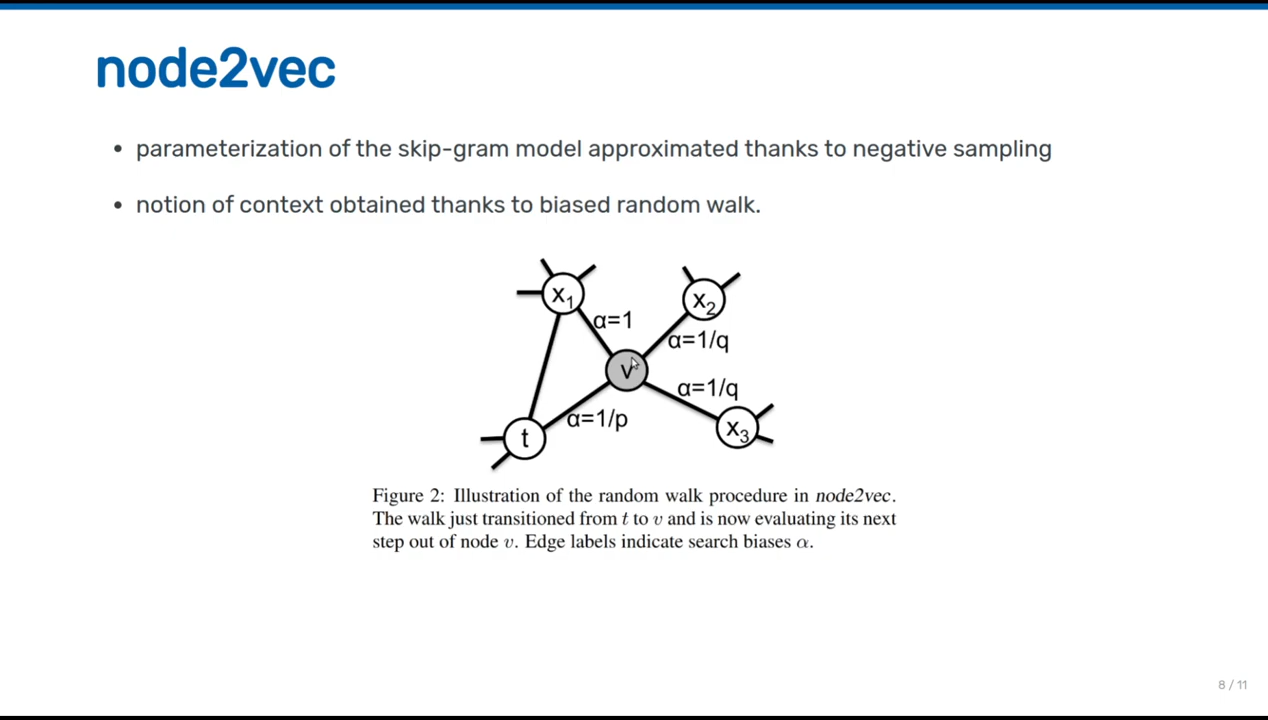 node2vec
• parameterization of the skip-gram model approximated thanks to negative sampling
• notion of context obtained thanks to biased random walk.
x₁
x₂
α=1
α=1/q
v
α=1/q
α=1/p
x₃
t
Figure 2: Illustration of the random walk procedure in node2vec.
The walk just transitioned from t to v and is now evaluating its next
step out of node v. Edge labels indicate search biases α.
8 / 11